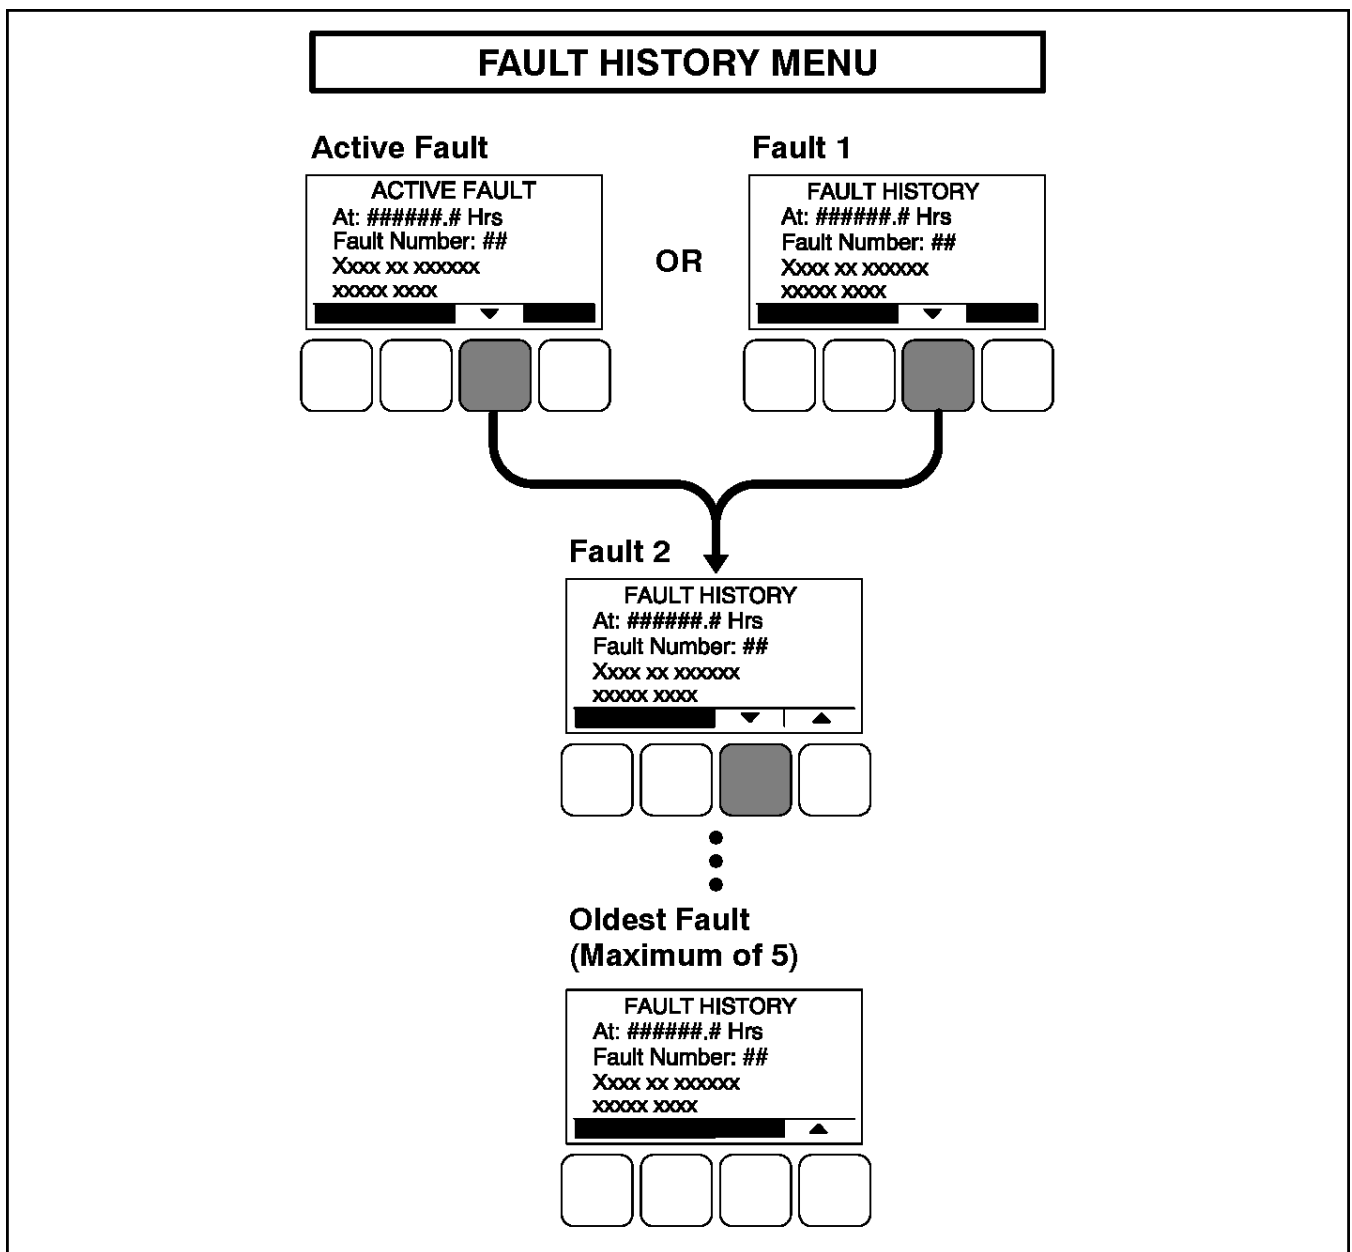 FAULT HISTORY MENU
Active Fault
ACTIVE FAULT
At: ######.# Hrs
Fault Number: ##
Xxxx xx xxxxxx
xxxxx xxxx
OR
Fault 1
FAULT HISTORY
At: ######.# Hrs
Fault Number: ##
Xxxx xx xxxxxx
xxxxx xxxx
Fault 2
FAULT HISTORY
At: ######.# Hrs
Fault Number: ##
Xxxx xx xxxxxx
xxxxx xxxx
Oldest Fault
(Maximum of 5)
FAULT HISTORY
At: ######.# Hrs
Fault Number: ##
Xxxx xx xxxxxx
xxxxx xxxx